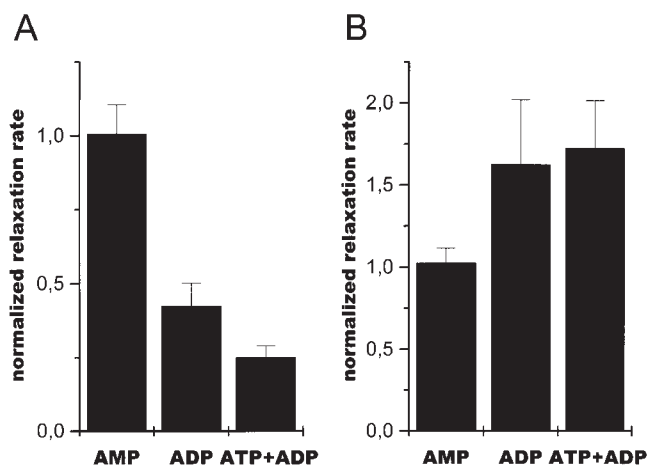 A
B
normalized relaxation rate
1,0
0,5
0,0
AMP ADP ATP+ADP
normalized relaxation rate
2,0
1,5
1,0
0,5
0,0
AMP ADP ATP+ADP